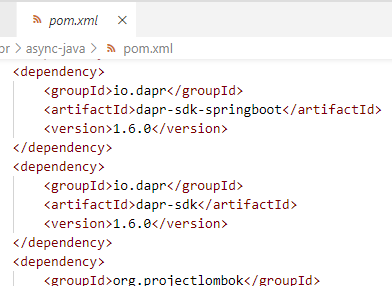 pom.xml
pr > async-java > pom.xml
<dependency>
<groupId>io.dapr</groupId>
<artifactId>dapr-sdk-springboot</artifactId>
<version>1.6.0</version>
</dependency>
<dependency>
<groupId>io.dapr</groupId>
<artifactId>dapr-sdk</artifactId>
<version>1.6.0</version>
</dependency>
<dependency>
<groupId>org.projectlombok</groupId>